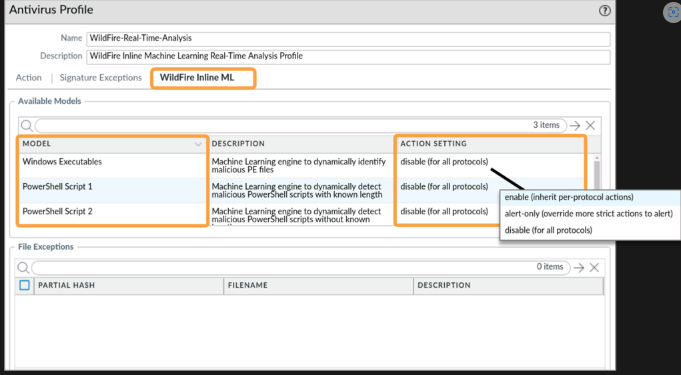 Antivirus Profile
Name WildFire-Real-Time-Analysis
Description WildFire Inline Machine Learning Real-Time Analysis Profile
Action | Signature Exceptions WildFire Inline ML
Available Models
3 items
MODEL DESCRIPTION ACTION SETTING
Windows Executables Machine Learning engine to dynamically identify disable (for all protocols)
malicious PE files
PowerShell Script 1 Machine Learning engine to dynamically detect disable (for all protocols)
malicious PowerShell scripts with known length
PowerShell Script 2 Machine Learning engine to dynamically detect disable (for all protocols)
malicious PowerShell scripts without known
enable (inherit per-protocol actions)
alert-only (override more strict actions to alert)
disable (for all protocols)
File Exceptions
0 items
PARTIAL HASH FILENAME DESCRIPTION